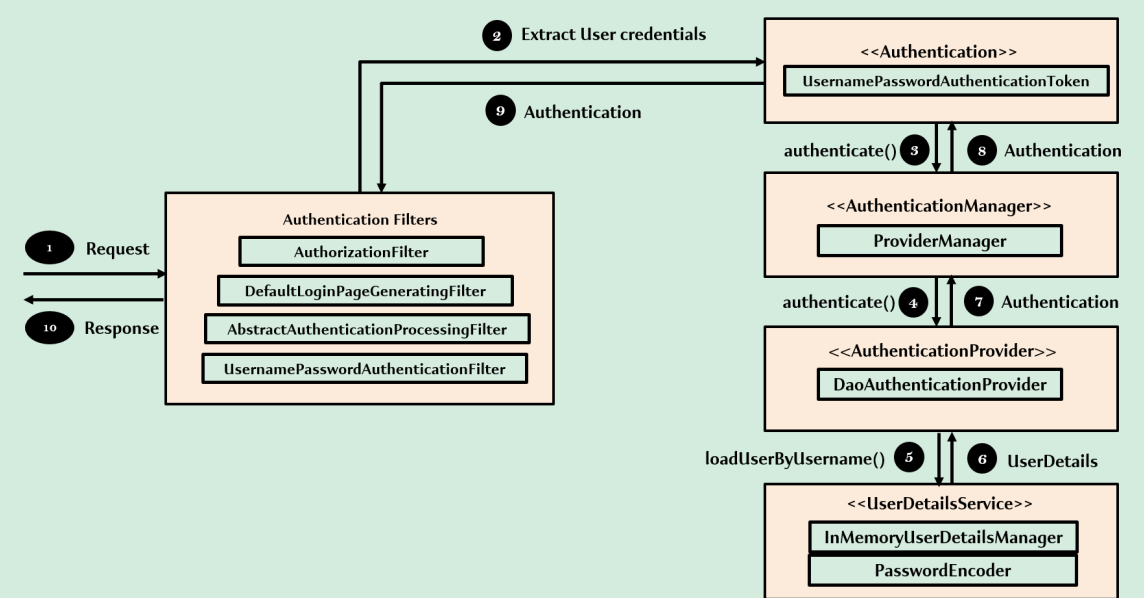 2 Extract User credentials
<<Authentication>>
UsernamePasswordAuthenticationToken
9 Authentication
authenticate() 3
8 Authentication
Authentication Filters
AuthorizationFilter
DefaultLoginPageGeneratingFilter
AbstractAuthenticationProcessingFilter
UsernamePasswordAuthenticationFilter
1 Request
10 Response
<<AuthenticationManager>>
ProviderManager
authenticate() 4
7 Authentication
<<AuthenticationProvider>>
DaoAuthenticationProvider
loadUserByUsername() 5
6 UserDetails
<<UserDetailsService>>
InMemoryUserDetailsManager
PasswordEncoder